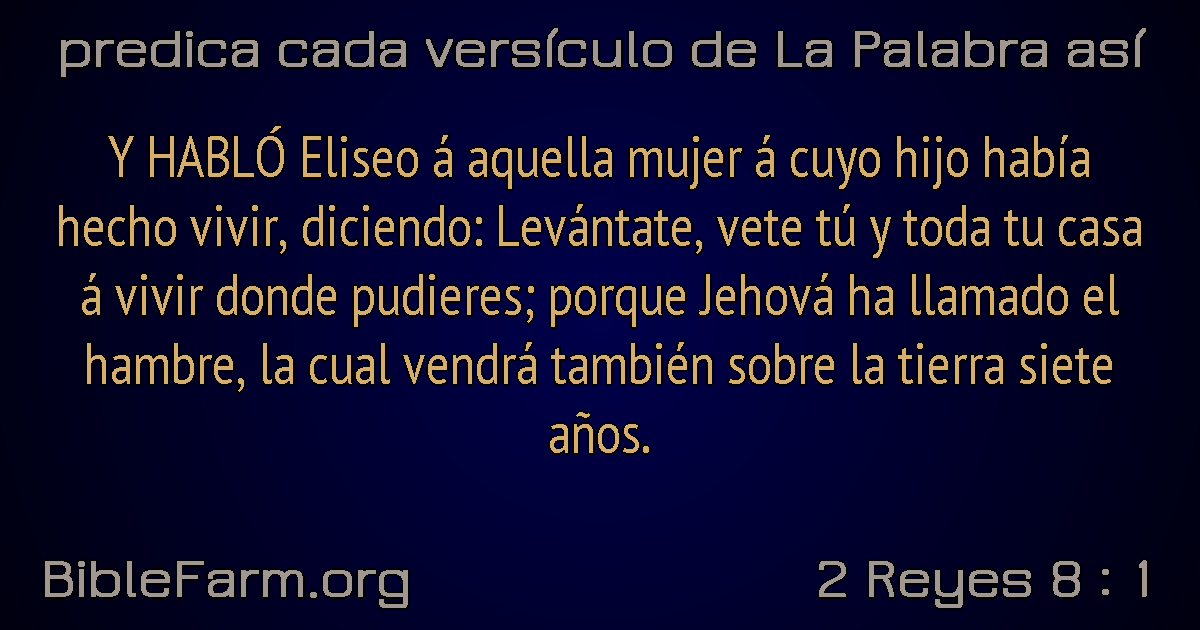 predica cada versículo de La Palabra así
Y HABLÓ Eliseo á aquella mujer á cuyo hijo había
hecho vivir, diciendo: Levántate, vete tú y toda tu casa
á vivir donde pudieres; porque Jehová ha llamado el
hambre, la cual vendrá también sobre la tierra siete
años.
BibleFarm.org
2 Reyes 8 : 1